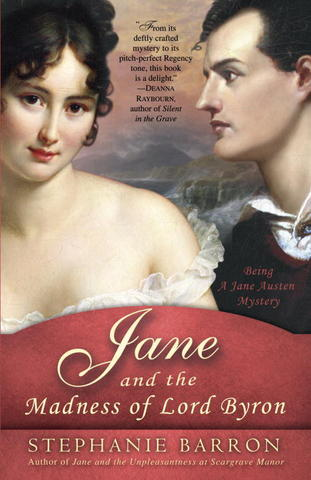 "From its
deftly crafted
mystery to its
pitch-perfect Regency
tone, this book
is a delight."
—DEANNA
RAYBOURN,
author of Silent
in the Grave
Being
A Jane Austen
Mystery
Jane
and the
Madness of Lord Byron
STEPHANIE BARRON
Author of Jane and the Unpleasantness at Scargrave Manor